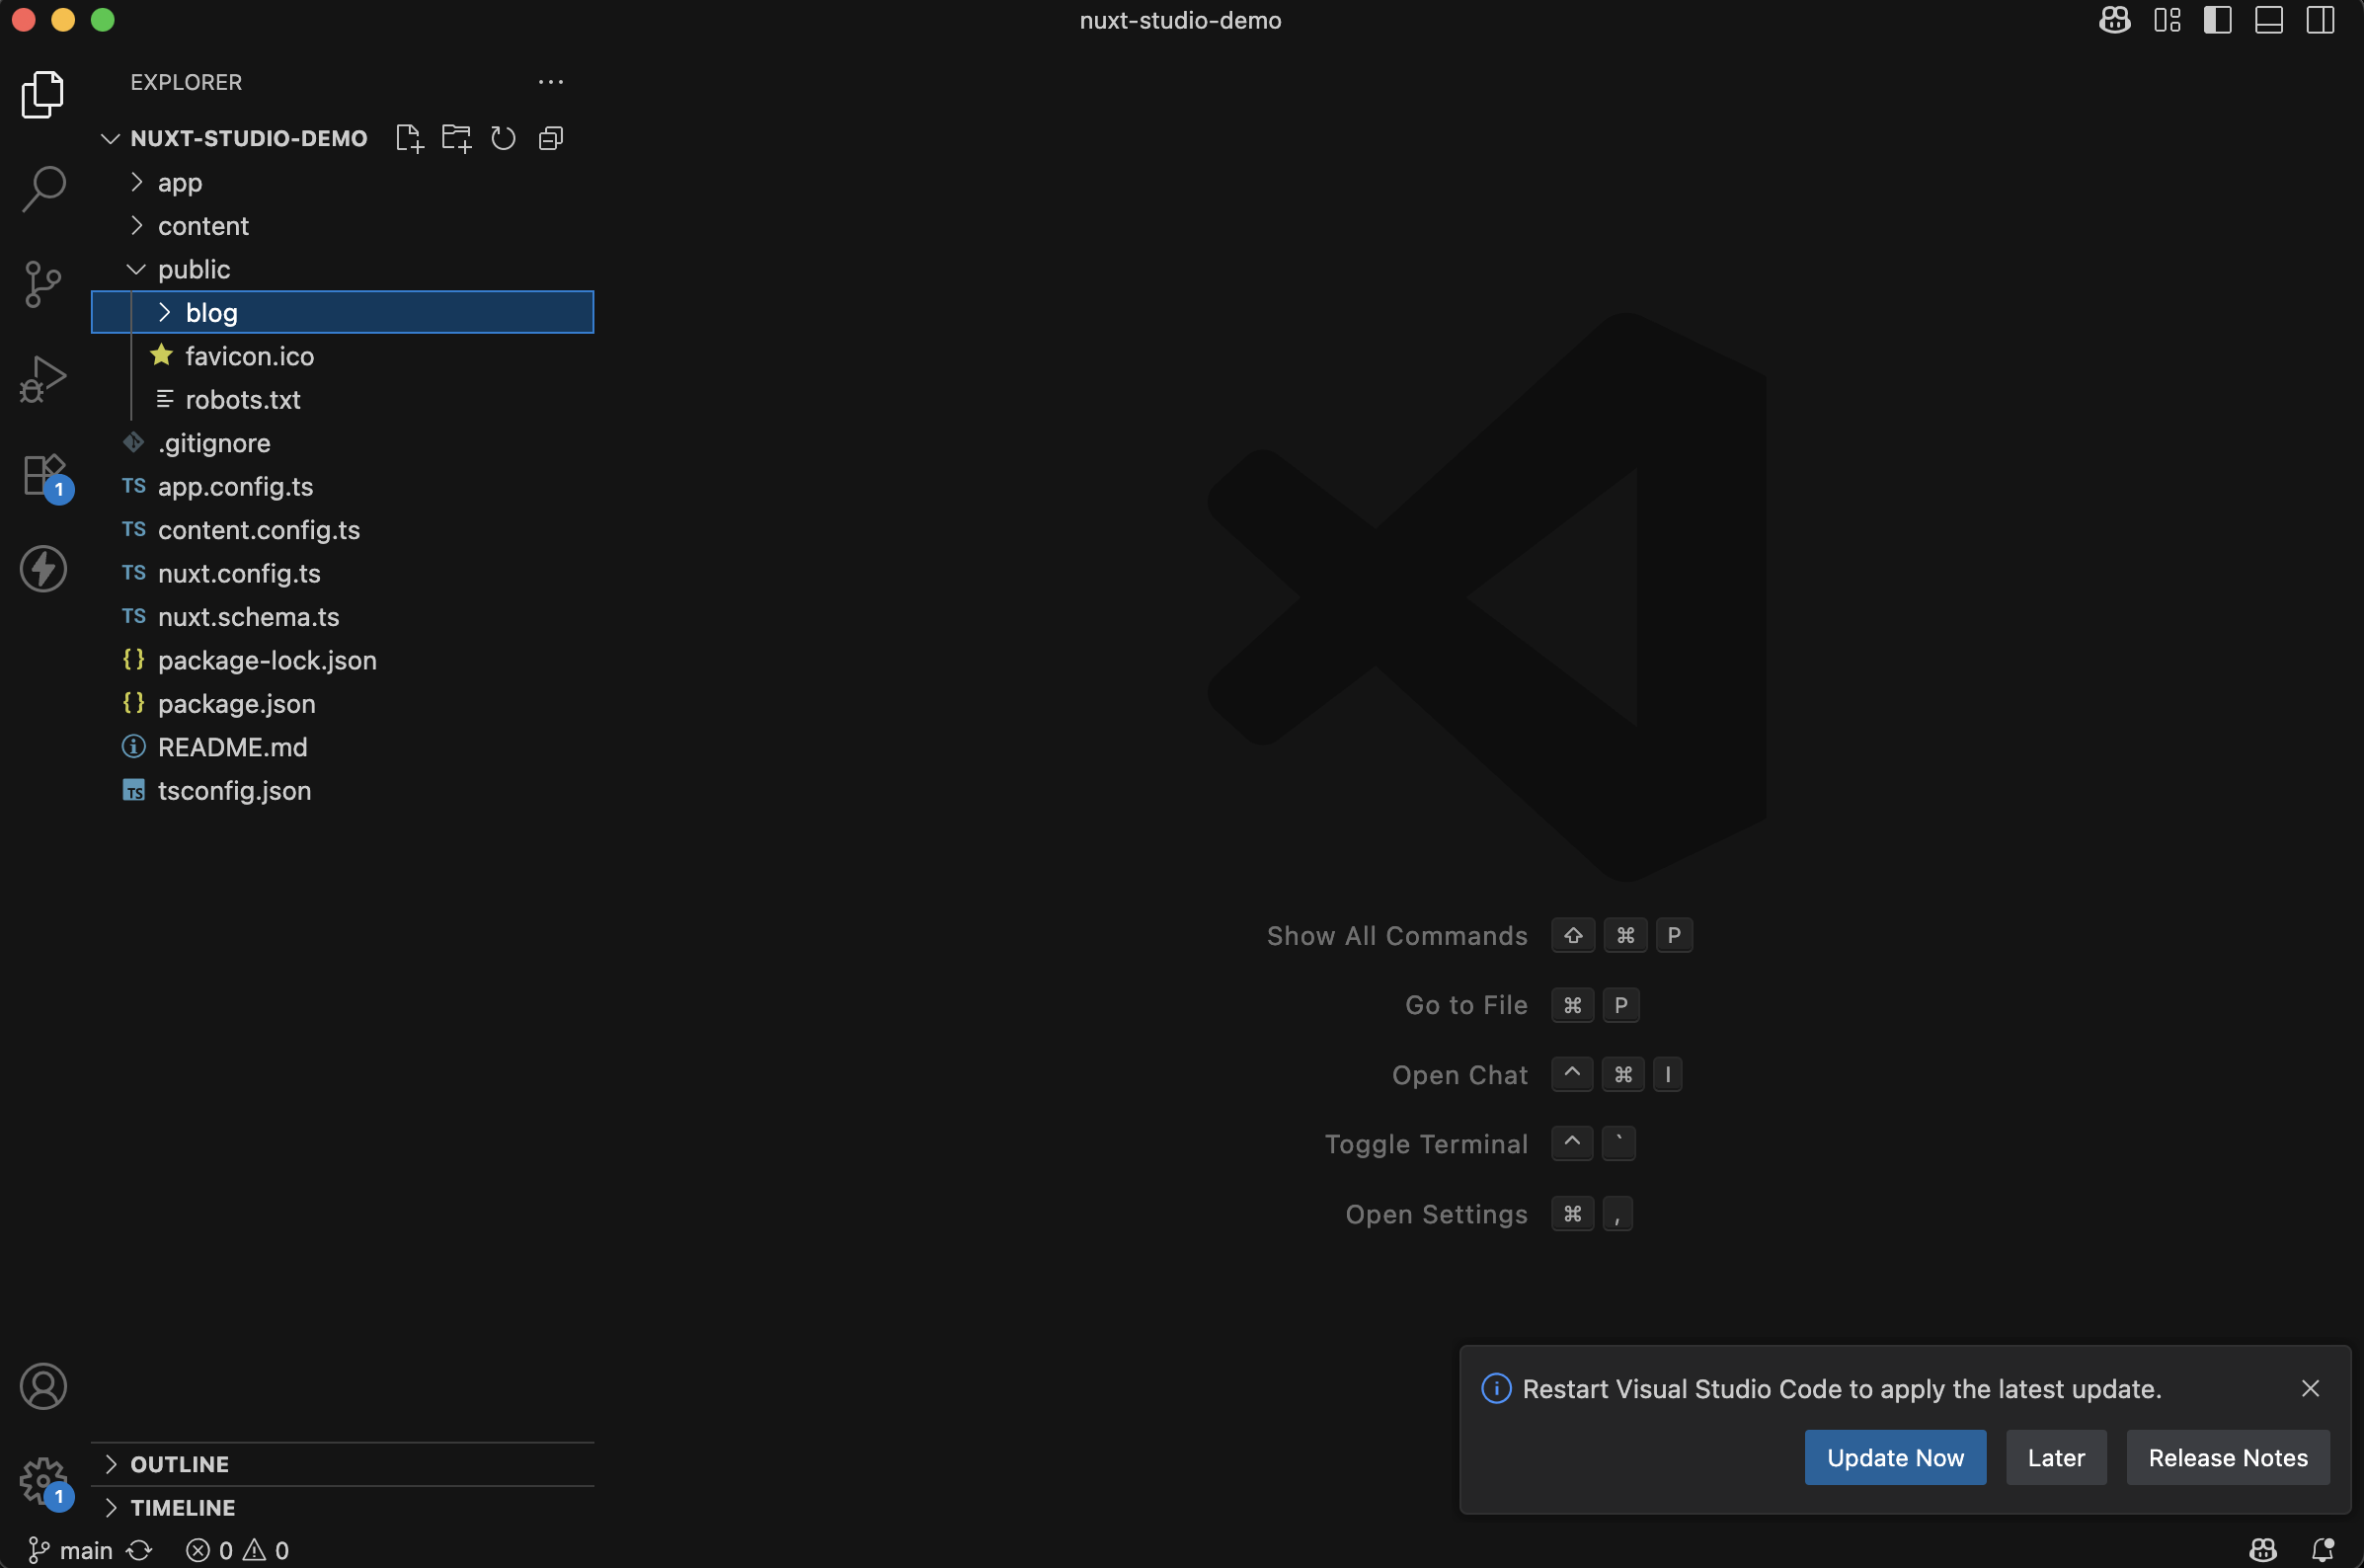 nuxt-studio-demo
EXPLORER
NUXT-STUDIO-DEMO
app
content
public
blog
favicon.ico
robots.txt
.gitignore
TS app.config.ts
TS content.config.ts
TS nuxt.config.ts
TS nuxt.schema.ts
{} package-lock.json
{} package.json
README.md
TS tsconfig.json
1
Show All Commands ⇧ ⌘ P
Go to File ⌘ P
Open Chat ^ ⌘ I
Toggle Terminal ^ `
Open Settings ⌘ ,
Restart Visual Studio Code to apply the latest update.
Update Now Later Release Notes
OUTLINE
1
TIMELINE
main 0 0